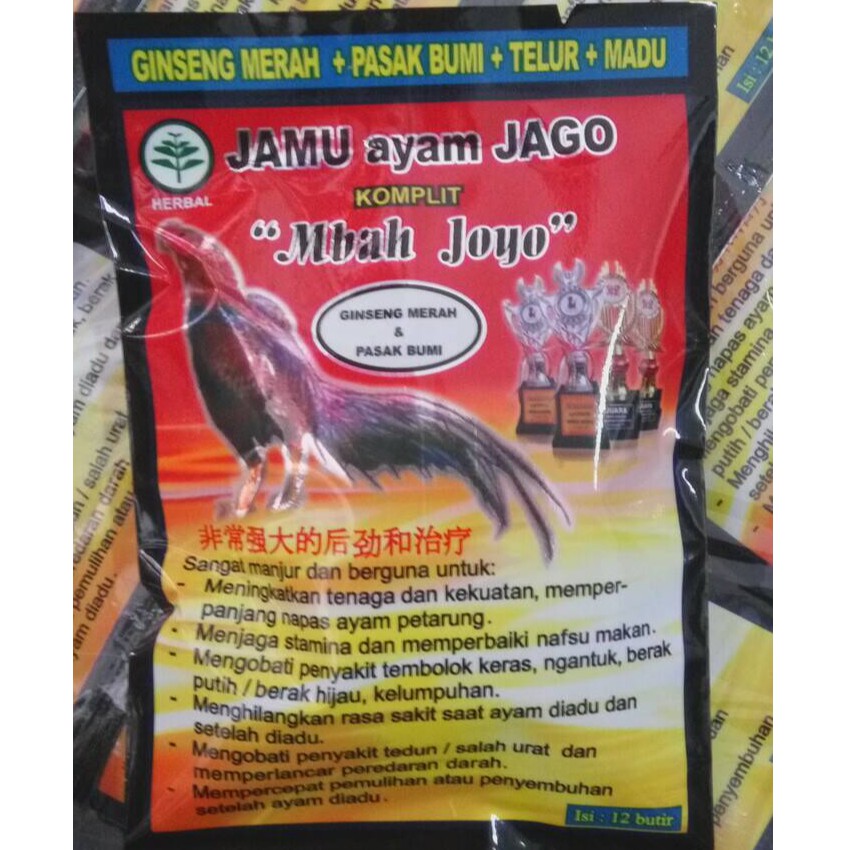 GINSENG MERAH + PASAK BUMI + TELUR + MADU
JAMU ayam JAGO
HERBAL
KOMPLIT
“Mbah Joyo”
GINSENG MERAH
&
PASAK BUMI
JUARA
非常强大的后劲和治疗
Sangat manjur dan berguna untuk:
- Meningkatkan tenaga dan kekuatan, memper-
panjang napas ayam petarung.
- Menjaga stamina dan memperbaiki nafsu makan.
- Mengobati penyakit tembolok keras, ngantuk, berak
putih / berak hijau, kelumpuhan.
- Menghilangkan rasa sakit saat ayam diadu dan
setelah diadu.
- Mengobati penyakit tedun / salah urat dan
memperlancar peredaran darah.
- Mempercepat pemulihan atau penyembuhan
setelah ayam diadu.
Isi : 12 butir